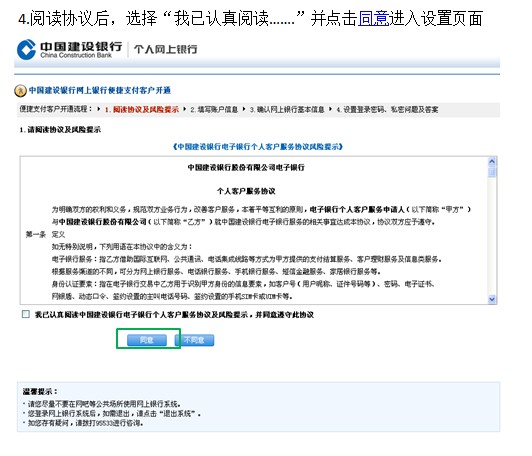 4.阅读协议后，选择“我已认真阅读.......”并点击同意进入设置页面
中国建设银行 个人网上银行
China Construction Bank
中国建设银行网上银行便捷支付客户开通
便捷支付客户开通流程： 1.阅读协议及风险提示 2.填写账户信息 3.确认网上银行基本信息 4.设置登录密码、私密问题及答案
1.请阅读协议及风险提示
《中国建设银行电子银行个人客户服务协议风险提示》
中国建设银行股份有限公司电子银行
个人客户服务协议
为明确双方的权利和义务，规范双方业务行为，改善客户服务，本着平等互利的原则，电子银行个人客户服务申请人（以下简称“甲方”）
与中国建设银行股份有限公司（以下简称“乙方”）就中国建设银行电子银行服务的相关事宜达成本协议，协议双方应予遵守。
第一条 定义
如无特别说明，下列用语在本协议中的含义为：
电子银行服务：指乙方借助国际互联网、公共通讯、电话集成线路等方式为甲方提供的支付结算服务、客户理财服务及信息类服务。
根据服务渠道的不同，可分为网上银行服务、电话银行服务、手机银行服务、短信金融服务、家居银行服务等。
身份认证要素：指在电子银行交易中乙方用于识别甲方身份的信息要素，如客户号（用户昵称、证件号码等）、密码、电子证书、
网银盾、动态口令、签约设置的主叫电话号码、签约设置的手机SIM卡或UIM卡等。
我已认真阅读中国建设银行电子银行个人客户服务协议及风险提示，并同意遵守此协议
同意 不同意
温馨提示：
· 请您尽量不要在网吧等公共场所使用网上银行系统。
· 您登录网上银行系统后，如需退出，请点击“退出系统”。
· 如您存有疑问，请拨打95533进行咨询。